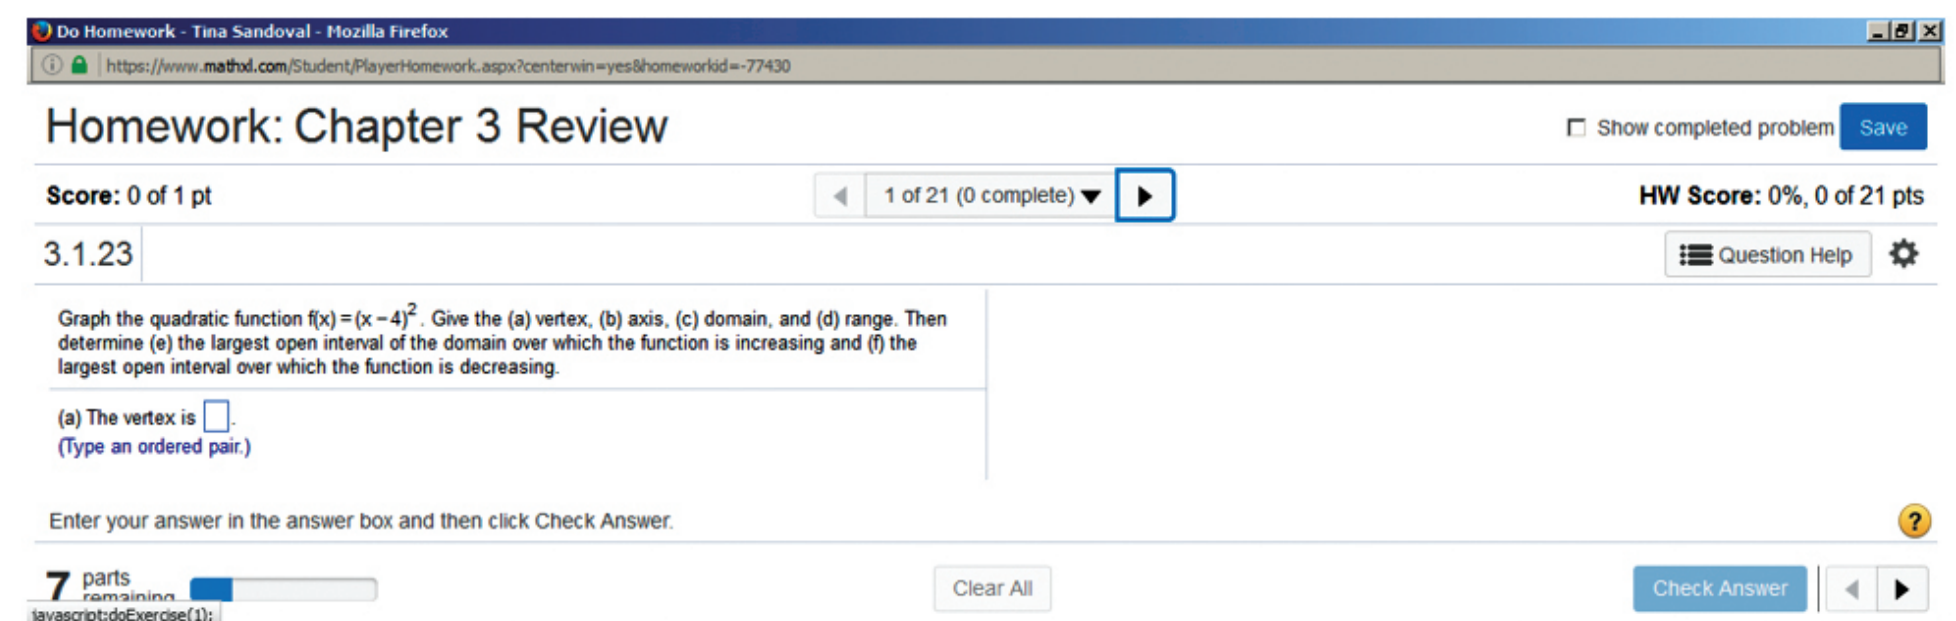 Do Homework - Tina Sandoval - Mozilla Firefox
https://www.mathxl.com/Student/PlayerHomework.aspx?centerwin=yes&homeworkid=-77430
Homework: Chapter 3 Review
Show completed problem Save
Score: 0 of 1 pt 1 of 21 (0 complete) HW Score: 0%, 0 of 21 pts
3.1.23 Question Help
Graph the quadratic function f(x) = (x – 4)². Give the (a) vertex, (b) axis, (c) domain, and (d) range. Then
determine (e) the largest open interval of the domain over which the function is increasing and (f) the
largest open interval over which the function is decreasing.
(a) The vertex is .
(Type an ordered pair.)
Enter your answer in the answer box and then click Check Answer. ?
7 parts remaining Clear All Check Answer
javascript:doExercise(1);